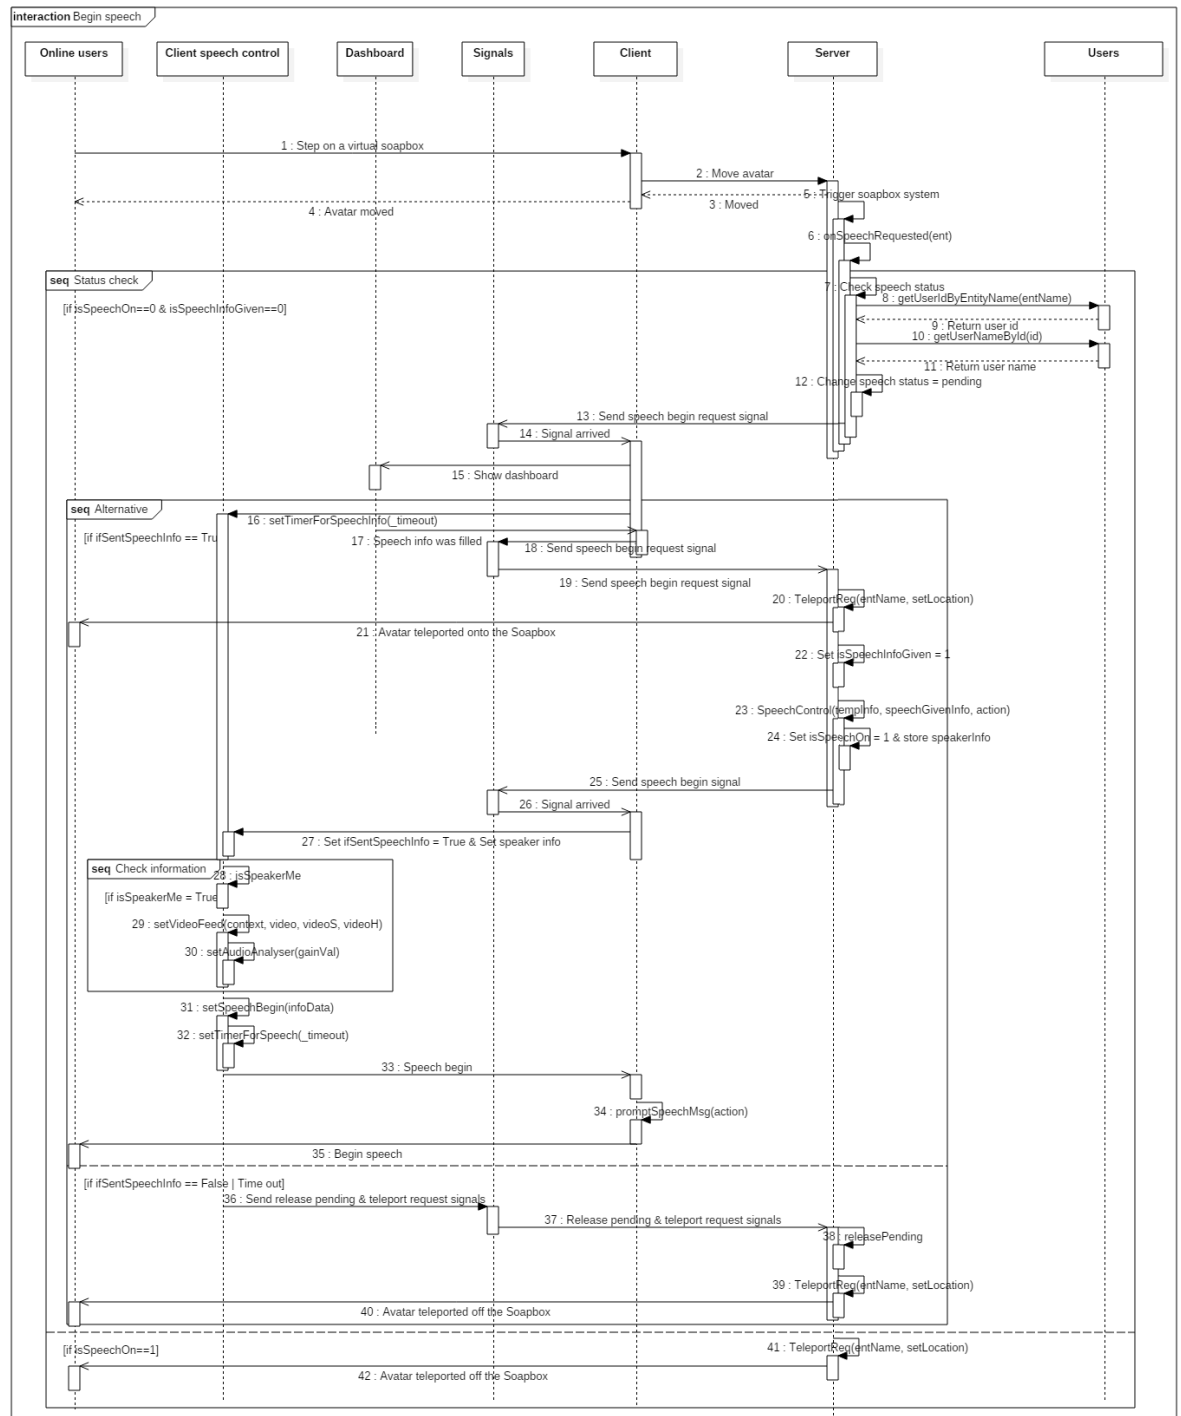 interaction Begin speech
Online users
Client speech control
Dashboard
Signals
Client
Server
Users
1 : Step on a virtual soapbox
2 : Move avatar
3 : Moved
4 : Avatar moved
5 : Trigger soapbox system
6 : onSpeechRequested(ent)
seq Status check
[if isSpeechOn==0 & isSpeechInfoGiven==0]
7 : Check speech status
8 : getUserIdByEntityName(entName)
9 : Return user id
10 : getUserNameById(id)
11 : Return user name
12 : Change speech status = pending
13 : Send speech begin request signal
14 : Signal arrived
15 : Show dashboard
seq Alternative
[if ifSentSpeechInfo == Tru
16 : setTimerForSpeechInfo(_timeout)
17 : Speech info was filled
18 : Send speech begin request signal
19 : Send speech begin request signal
20 : TeleportReq(entName, setLocation)
21 : Avatar teleported onto the Soapbox
22 : Set isSpeechInfoGiven = 1
23 : SpeechControl(tempInfo, speechGivenInfo, action)
24 : Set isSpeechOn = 1 & store speakerInfo
25 : Send speech begin signal
26 : Signal arrived
27 : Set ifSentSpeechInfo = True & Set speaker info
seq Check information
28 : isSpeakerMe
[if isSpeakerMe = True
29 : setVideoFeed(context, video, videoS, videoH)
30 : setAudioAnalyser(gainVal)
31 : setSpeechBegin(infoData)
32 : setTimerForSpeech(_timeout)
33 : Speech begin
34 : promptSpeechMsg(action)
35 : Begin speech
[if ifSentSpeechInfo == False | Time out]
36 : Send release pending & teleport request signals
37 : Release pending & teleport request signals
38 : releasePending
39 : TeleportReq(entName, setLocation)
40 : Avatar teleported off the Soapbox
[if isSpeechOn==1]
41 : TeleportReq(entName, setLocation)
42 : Avatar teleported off the Soapbox